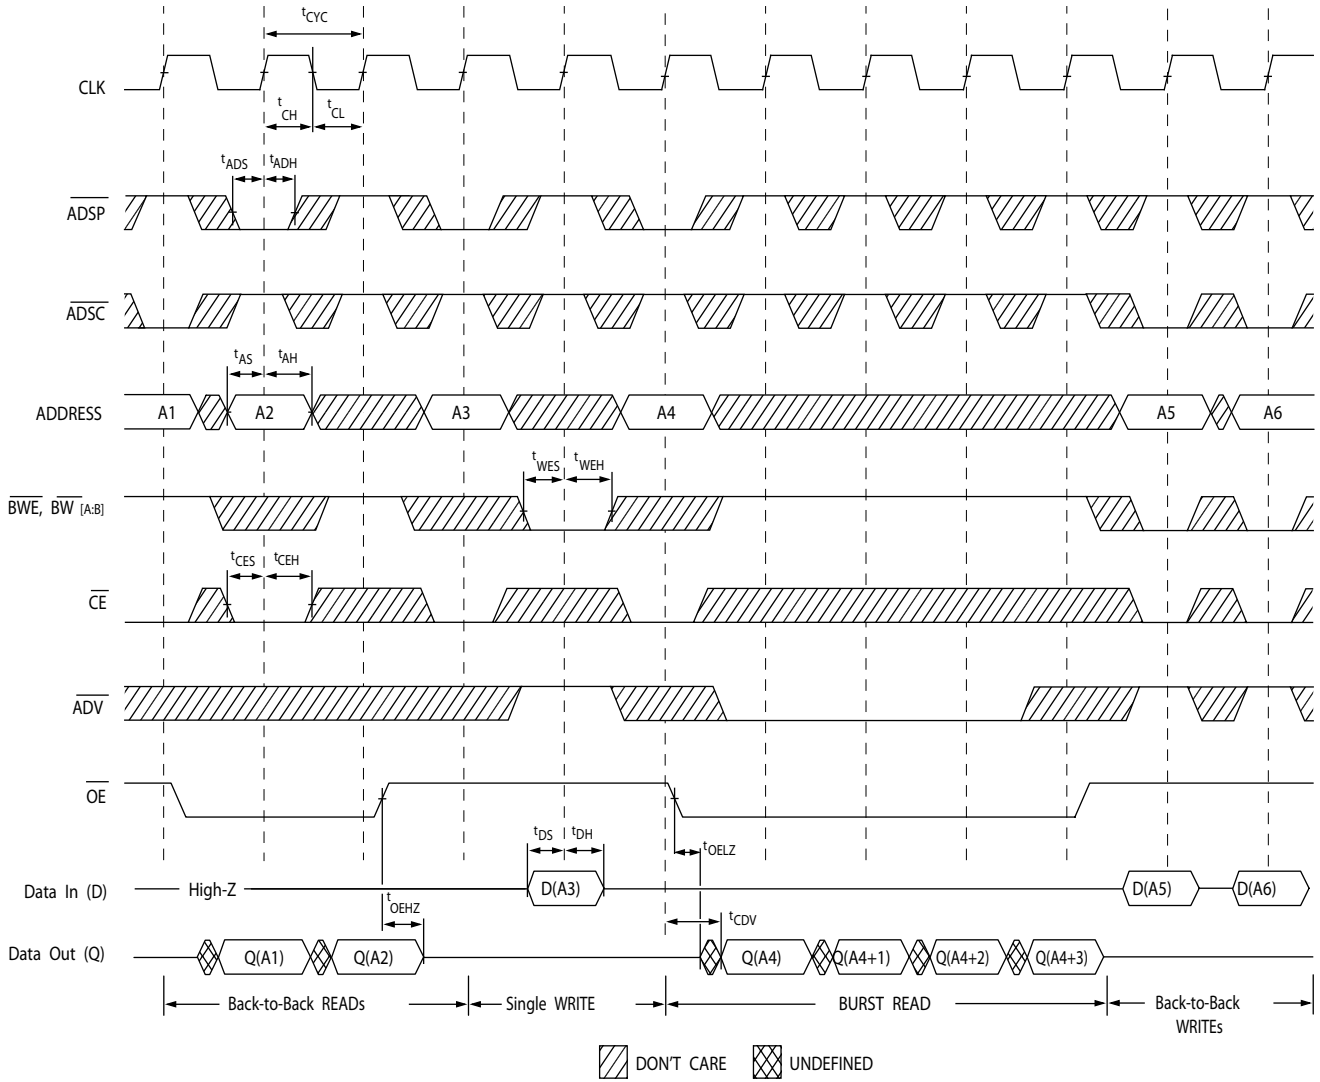 tCYC
CLK
tCH
tCL
tADS
tADH
ADSP
ADSC
tAS
tAH
ADDRESS
A1
A2
A3
A4
A5
A6
tWES
tWEH
BWE, BW [A:B]
tCES
tCEH
CE
ADV
OE
tDS
tDH
tOELZ
Data In (D)
High-Z
D(A3)
D(A5)
D(A6)
tOEHZ
tCDV
Data Out (Q)
Q(A1)
Q(A2)
Q(A4)
Q(A4+1)
Q(A4+2)
Q(A4+3)
Back-to-Back READs
Single WRITE
BURST READ
Back-to-Back
WRITEs
DON'T CARE
UNDEFINED